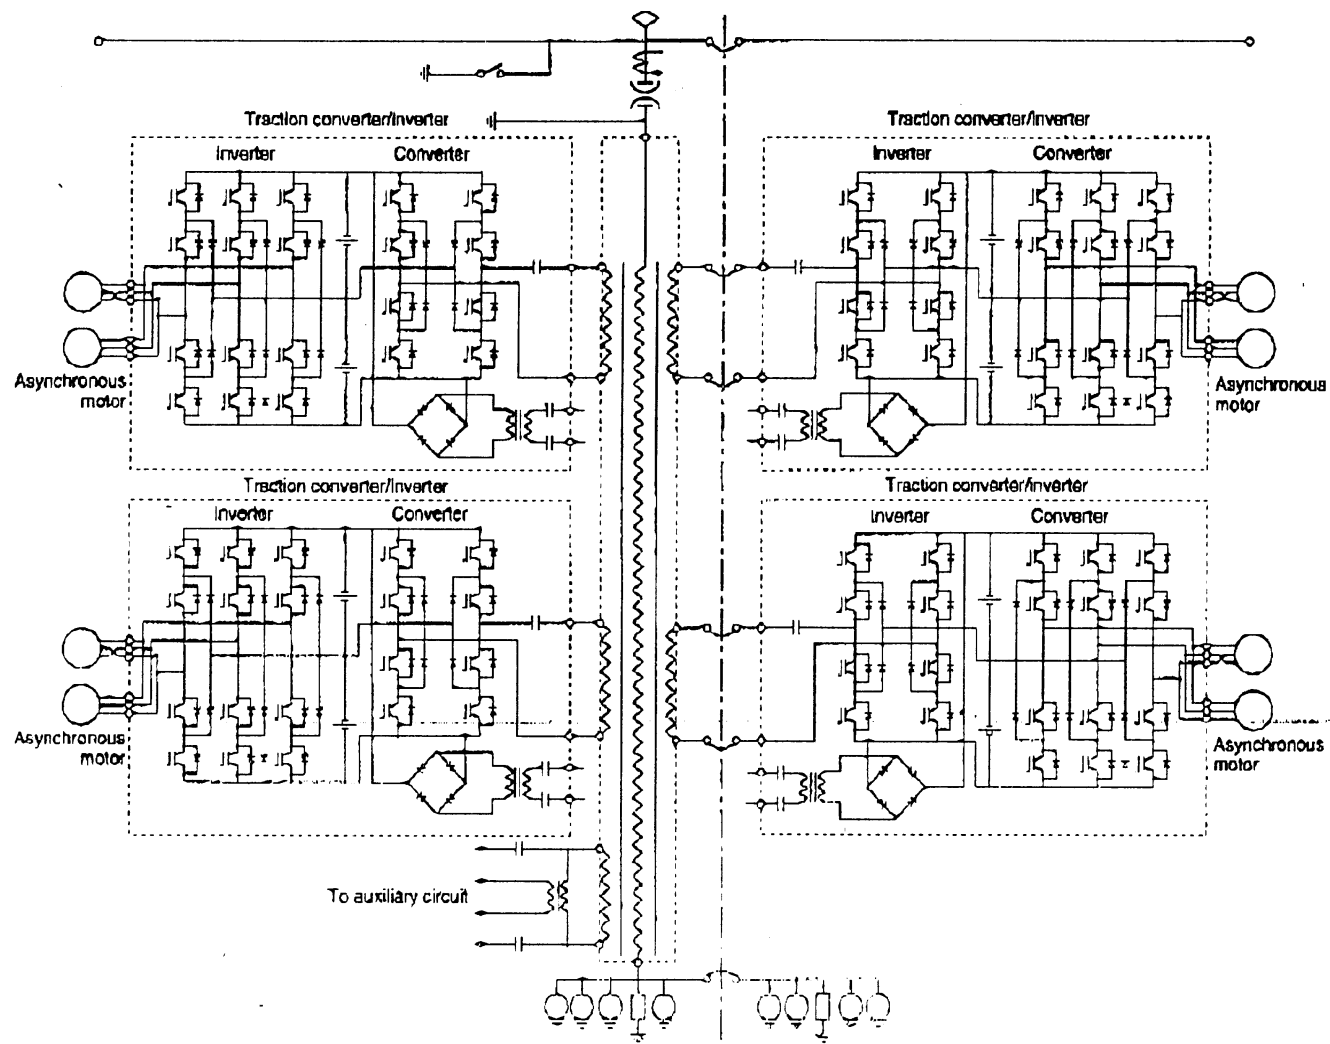 Traction converter/inverter
Inverter
Converter
Asynchronous
motor
Traction converter/inverter
Inverter
Converter
Asynchronous
motor
Traction converter/inverter
Inverter
Converter
Asynchronous
motor
Traction converter/inverter
Inverter
Converter
Asynchronous
motor
To auxiliary circuit